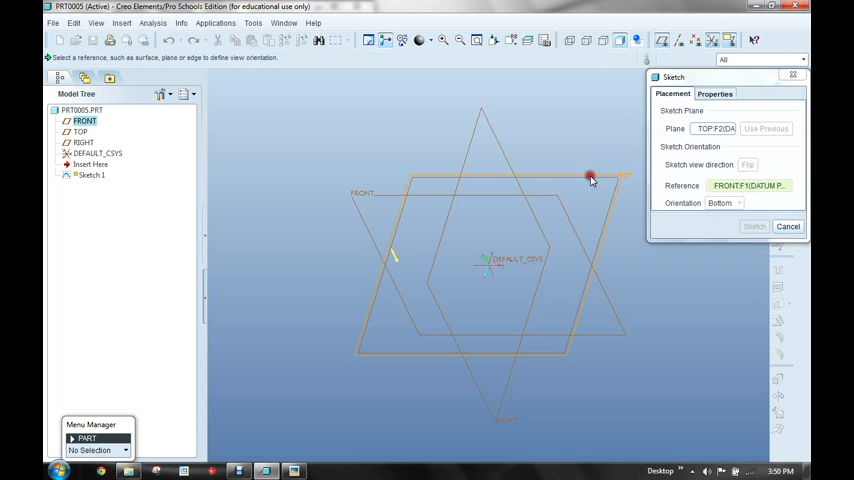 PRT0005 (Active) - Creo Elements/Pro Schools Edition (for educational use only)
File Edit View Insert Analysis Info Applications Tools Window Help
Select a reference, such as surface, plane or edge to define view orientation.
All
Model Tree
PRT0005.PRT
FRONT
TOP
RIGHT
DEFAULT_CSYS
Insert Here
Sketch 1
FRONT
TOP
DEFAULT_CSYS
RIGHT
Sketch
Placement Properties
Sketch Plane
Plane TOP:F2(DA Use Previous
Sketch Orientation
Sketch view direction Flip
Reference FRONT:F1(DATUM P...
Orientation Bottom
Sketch Cancel
Menu Manager
PART
No Selection
Desktop » 3:50 PM